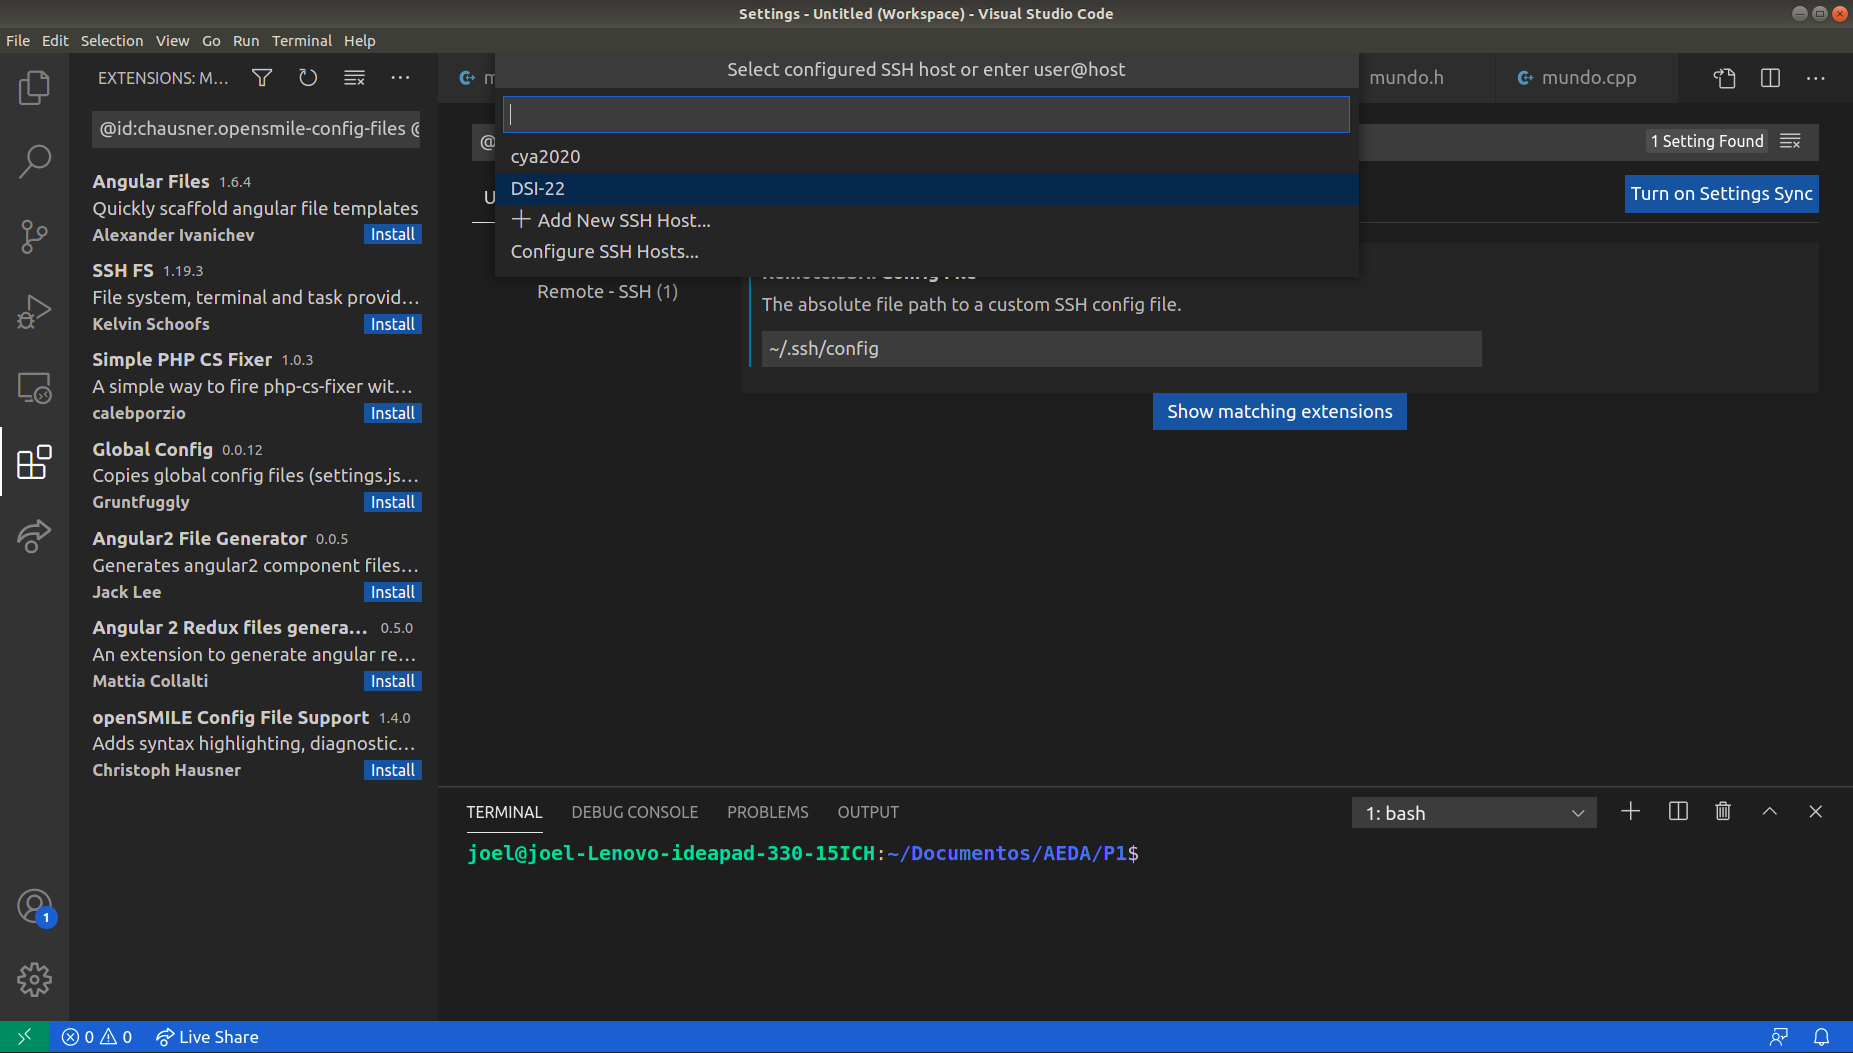 Settings - Untitled (Workspace) - Visual Studio Code
File Edit Selection View Go Run Terminal Help
EXTENSIONS: M...
@id:chausner.opensmile-config-files @
Angular Files 1.6.4
Quickly scaffold angular file templates
Alexander Ivanichev Install
SSH FS 1.19.3
File system, terminal and task provid...
Kelvin Schoofs Install
Simple PHP CS Fixer 1.0.3
A simple way to fire php-cs-fixer wit...
calebporzio Install
Global Config 0.0.12
Copies global config files (settings.js...
Gruntfuggly Install
Angular2 File Generator 0.0.5
Generates angular2 component files...
Jack Lee Install
Angular 2 Redux files genera... 0.5.0
An extension to generate angular re...
Mattia Collalti Install
openSMILE Config File Support 1.4.0
Adds syntax highlighting, diagnostic...
Christoph Hausner Install
1
Select configured SSH host or enter user@host
cya2020
DSI-22
Add New SSH Host...
Configure SSH Hosts...
mundo.h mundo.cpp
@
1 Setting Found
U
Turn on Settings Sync
Remote - SSH (1)
The absolute file path to a custom SSH config file.
~/.ssh/config
Show matching extensions
TERMINAL DEBUG CONSOLE PROBLEMS OUTPUT 1: bash
joel@joel-Lenovo-ideapad-330-15ICH:~/Documentos/AEDA/P1$
0 0 Live Share